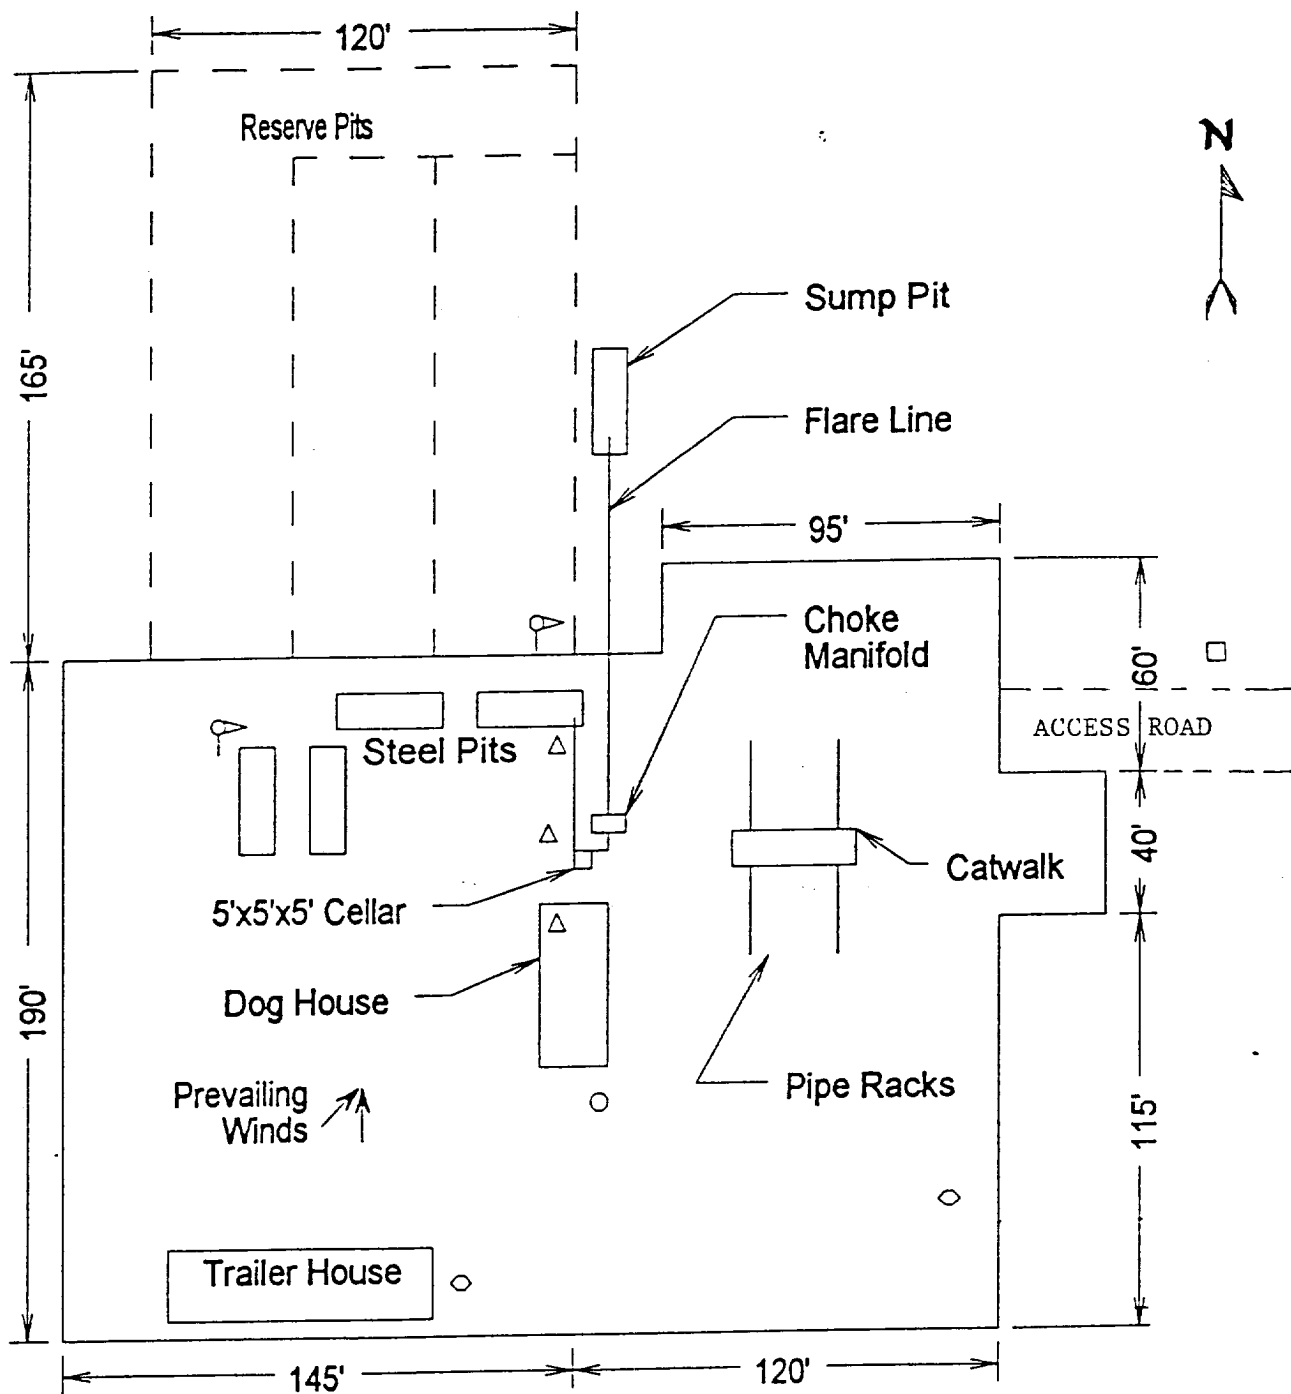 120'
Reserve Pits
N
Sump Pit
165'
Flare Line
95'
Choke
Manifold
60'
ACCESS ROAD
Steel Pits
40'
Catwalk
5'x5'x5' Cellar
Dog House
190'
Prevailing
Winds
Pipe Racks
115'
Trailer House
145'
120'